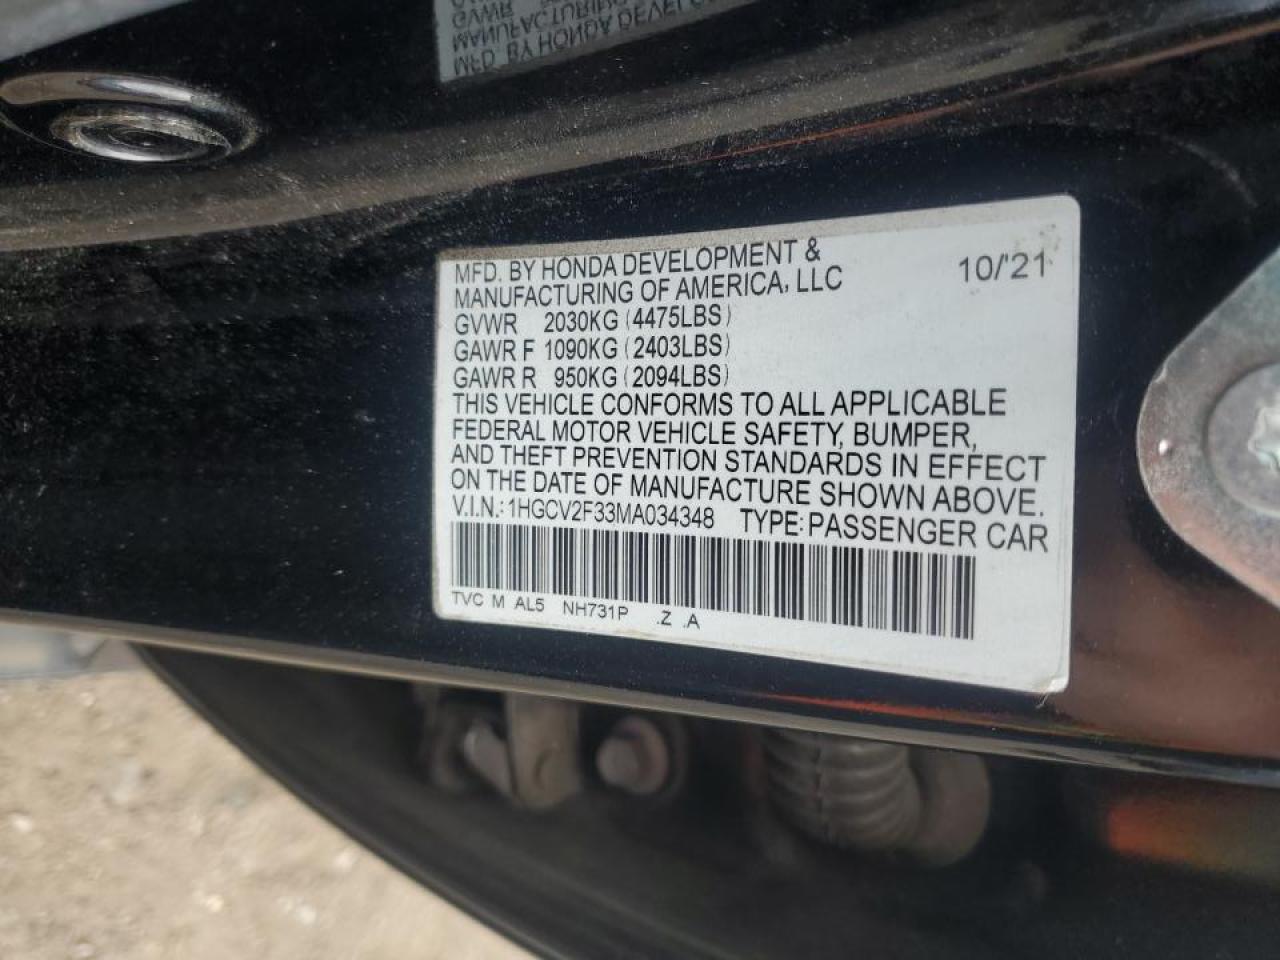 MFD. BY HONDA DEVELOPMENT &
MANUFACTURING OF AMERICA, LLC 10/'21
GVWR 2030KG (4475LBS)
GAWR F 1090KG (2403LBS)
GAWR R 950KG (2094LBS)
THIS VEHICLE CONFORMS TO ALL APPLICABLE
FEDERAL MOTOR VEHICLE SAFETY, BUMPER,
AND THEFT PREVENTION STANDARDS IN EFFECT
ON THE DATE OF MANUFACTURE SHOWN ABOVE.
V.I.N.: 1HGCV2F33MA034348 TYPE: PASSENGER CAR
TVC M AL5 NH731P .Z .A